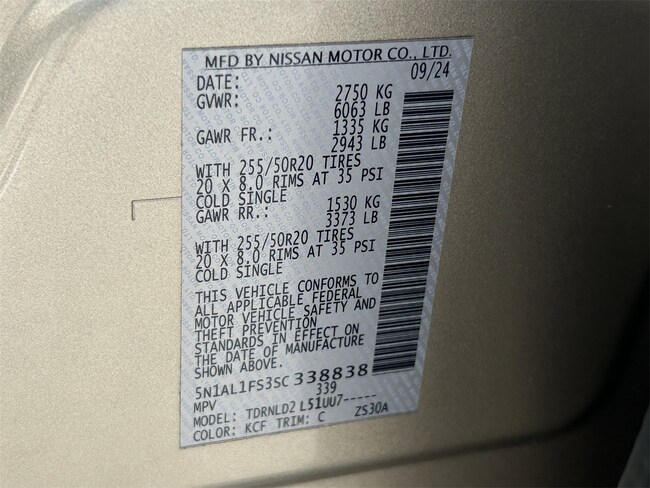 MFD BY NISSAN MOTOR CO., LTD.
DATE: 09/24
GVWR: 2750 KG
6063 LB
GAWR FR.: 1335 KG
2943 LB
WITH 255/50R20 TIRES
20 X 8.0 RIMS AT 35 PSI
COLD SINGLE
GAWR RR.: 1530 KG
3373 LB
WITH 255/50R20 TIRES
20 X 8.0 RIMS AT 35 PSI
COLD SINGLE
THIS VEHICLE CONFORMS TO
ALL APPLICABLE FEDERAL
MOTOR VEHICLE SAFETY AND
THEFT PREVENTION
STANDARDS IN EFFECT ON
THE DATE OF MANUFACTURE
SHOWN ABOVE.
5N1AL1FS3SC338838
MPV 339
MODEL: TDRNLD2 L51UU7-----
COLOR: KCF TRIM: C ZS30A